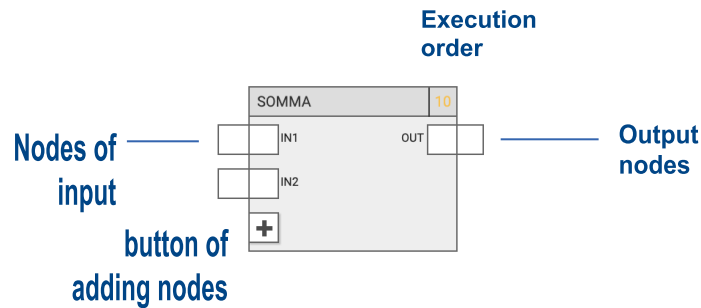 Execution
order
SOMMA 10
Nodes of
input
IN1 OUT
Output
nodes
IN2
button of
adding nodes